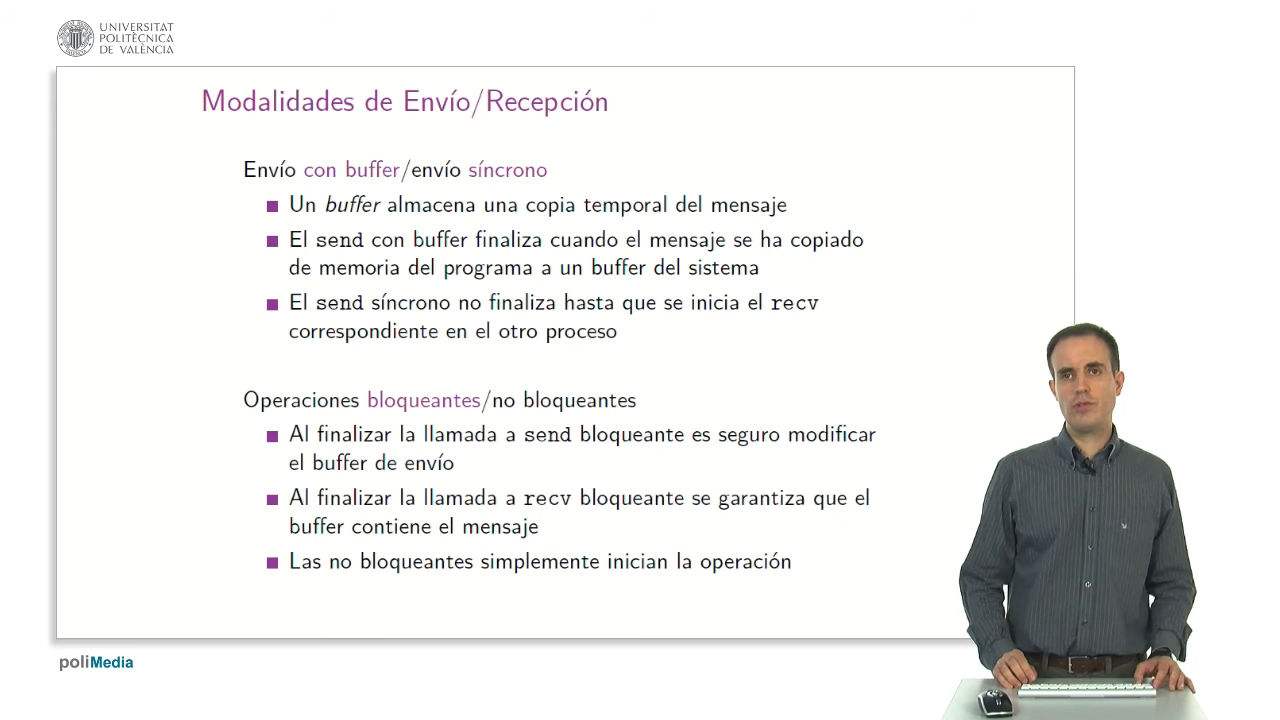 UNIVERSITAT
POLITÈCNICA
DE VALÈNCIA
Modalidades de Envío/Recepción
Envío con buffer/envío síncrono
Un buffer almacena una copia temporal del mensaje
El send con buffer finaliza cuando el mensaje se ha copiado
de memoria del programa a un buffer del sistema
El send síncrono no finaliza hasta que se inicia el recv
correspondiente en el otro proceso
Operaciones bloqueantes/no bloqueantes
Al finalizar la llamada a send bloqueante es seguro modificar
el buffer de envío
Al finalizar la llamada a recv bloqueante se garantiza que el
buffer contiene el mensaje
Las no bloqueantes simplemente inician la operación
poliMedia